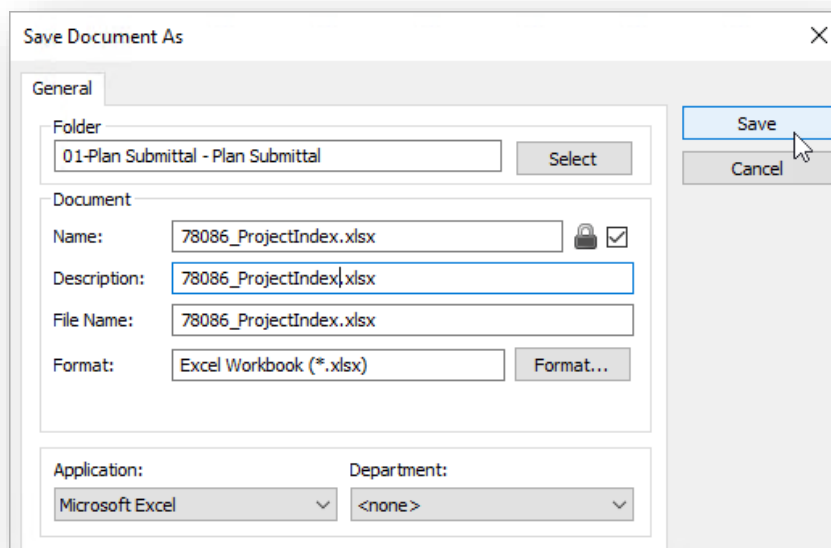 Save Document As
General
Folder
01-Plan Submittal - Plan Submittal
Select
Save
Cancel
Document
Name: 78086_ProjectIndex.xlsx
Description: 78086_ProjectIndex.xlsx
File Name: 78086_ProjectIndex.xlsx
Format: Excel Workbook (*.xlsx) Format...
Application: Department:
Microsoft Excel <none>